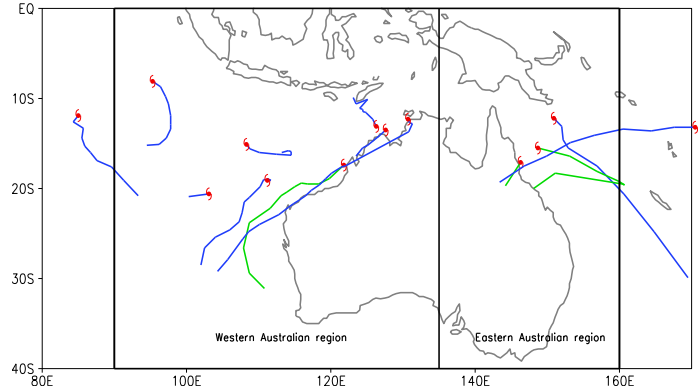 EQ
10S
20S
30S
40S
Western Australian region
Eastern Australian region
80E
100E
120E
140E
160E